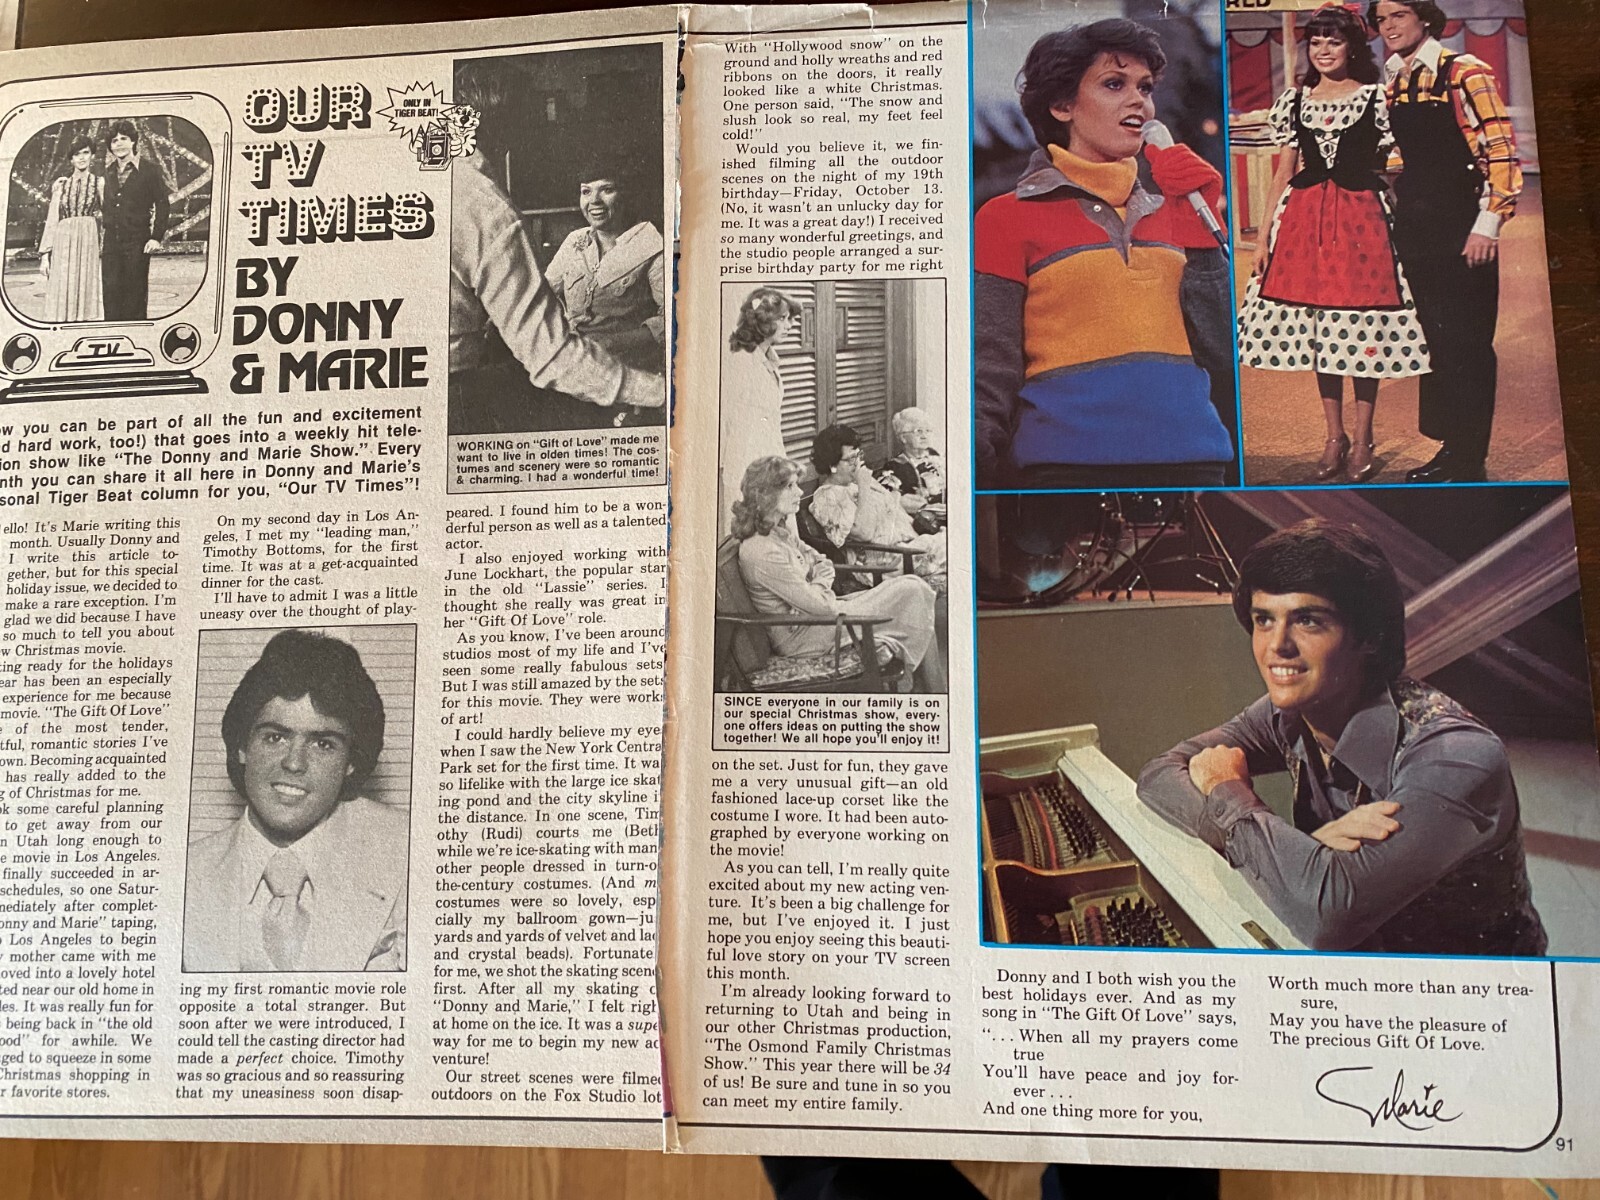 OUR
TV
TIMES
BY
DONNY
& MARIE
ONLY IN
TIGER BEAT!
TV
you can be part of all the fun and excitement
hard work, too!) that goes into a weekly hit tele-
show like “The Donny and Marie Show.” Every
you can share it all here in Donny and Marie’s
Tiger Beat column for you, “Our TV Times”!
It’s Marie writing this
month. Usually Donny and
I write this article to-
gether, but for this special
holiday issue, we decided to
make a rare exception. I’m
glad we did because I have
so much to tell you about
Christmas movie.
ready for the holidays
has been an especially
experience for me because
movie. “The Gift Of Love”
of the most tender,
romantic stories I’ve
Becoming acquainted
has really added to the
of Christmas for me.
some careful planning
to get away from our
Utah long enough to
movie in Los Angeles.
finally succeeded in ar-
schedules, so one Satur-
after complet-
and Marie” taping,
Los Angeles to begin
mother came with me
into a lovely hotel
near our old home in
It was really fun for
being back in “the old
for awhile. We
to squeeze in some
Christmas shopping in
favorite stores.
On my second day in Los An-
geles, I met my “leading man,”
Timothy Bottoms, for the first
time. It was at a get-acquainted
dinner for the cast.
I’ll have to admit I was a little
uneasy over the thought of play-
ing my first romantic movie role
opposite a total stranger. But
soon after we were introduced, I
could tell the casting director had
made a perfect choice. Timothy
was so gracious and so reassuring
that my uneasiness soon disap-
WORKING on “Gift of Love” made me
want to live in olden times! The cos-
tumes and scenery were so romantic
& charming. I had a wonderful time!
peared. I found him to be a won-
derful person as well as a talented
actor.
I also enjoyed working with
June Lockhart, the popular star
in the old “Lassie” series. I
thought she really was great in
her “Gift Of Love” role.
As you know, I’ve been around
studios most of my life and I’ve
seen some really fabulous sets.
But I was still amazed by the sets
for this movie. They were works
of art!
I could hardly believe my eyes
when I saw the New York Central
Park set for the first time. It was
so lifelike with the large ice skat-
ing pond and the city skyline in
the distance. In one scene, Tim-
othy (Rudi) courts me (Beth)
while we’re ice-skating with many
other people dressed in turn-of-
the-century costumes. (And my
costumes were so lovely, espe-
cially my ballroom gown—just
yards and yards of velvet and lace
and crystal beads). Fortunately
for me, we shot the skating scenes
first. After all my skating on
“Donny and Marie,” I felt right
at home on the ice. It was a super
way for me to begin my new ad-
venture!
Our street scenes were filmed
outdoors on the Fox Studio lot.
With “Hollywood snow” on the
ground and holly wreaths and red
ribbons on the doors, it really
looked like a white Christmas.
One person said, “The snow and
slush look so real, my feet feel
cold!”
Would you believe it, we fin-
ished filming all the outdoor
scenes on the night of my 19th
birthday—Friday, October 13.
(No, it wasn’t an unlucky day for
me. It was a great day!) I received
so many wonderful greetings, and
the studio people arranged a sur-
prise birthday party for me right
SINCE everyone in our family is on
our special Christmas show, every-
one offers ideas on putting the show
together! We all hope you’ll enjoy it!
on the set. Just for fun, they gave
me a very unusual gift—an old
fashioned lace-up corset like the
costume I wore. It had been auto-
graphed by everyone working on
the movie!
As you can tell, I’m really quite
excited about my new acting ven-
ture. It’s been a big challenge for
me, but I’ve enjoyed it. I just
hope you enjoy seeing this beauti-
ful love story on your TV screen
this month.
I’m already looking forward to
returning to Utah and being in
our other Christmas production,
“The Osmond Family Christmas
Show.” This year there will be 34
of us! Be sure and tune in so you
can meet my entire family.
Donny and I both wish you the
best holidays ever. And as my
song in “The Gift Of Love” says,
“. . . When all my prayers come
true
You’ll have peace and joy for-
ever . . .
And one thing more for you,
Worth much more than any trea-
sure,
May you have the pleasure of
The precious Gift Of Love.
Marie
91